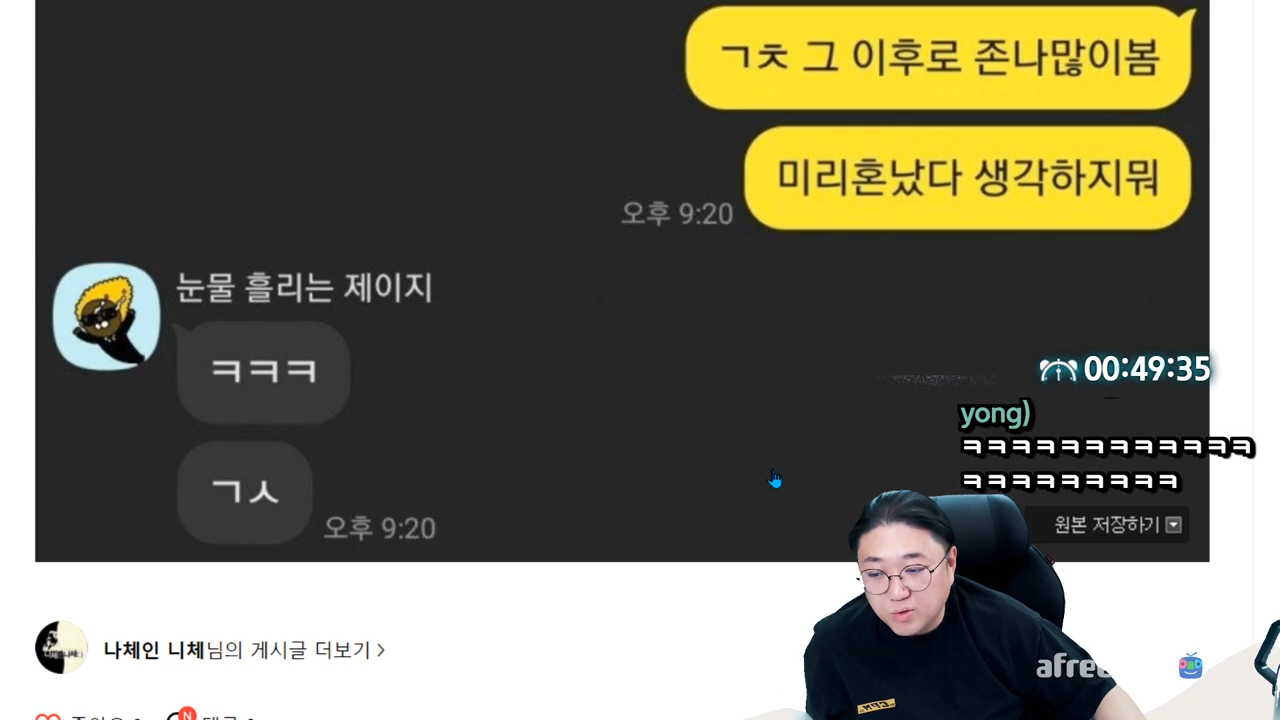 ㄱㅊ 그 이후로 존나많이봄
미리혼났다 생각하지뭐
오후 9:20
눈물 흘리는 제이지
ㅋㅋㅋ
ㄱㅅ
오후 9:20
00:49:35
yong)
ㅋㅋㅋㅋㅋㅋㅋㅋㅋㅋㅋㅋ
ㅋㅋㅋㅋㅋㅋㅋㅋㅋ
원본 저장하기
나체인 니체님의 게시글 더보기 >
N